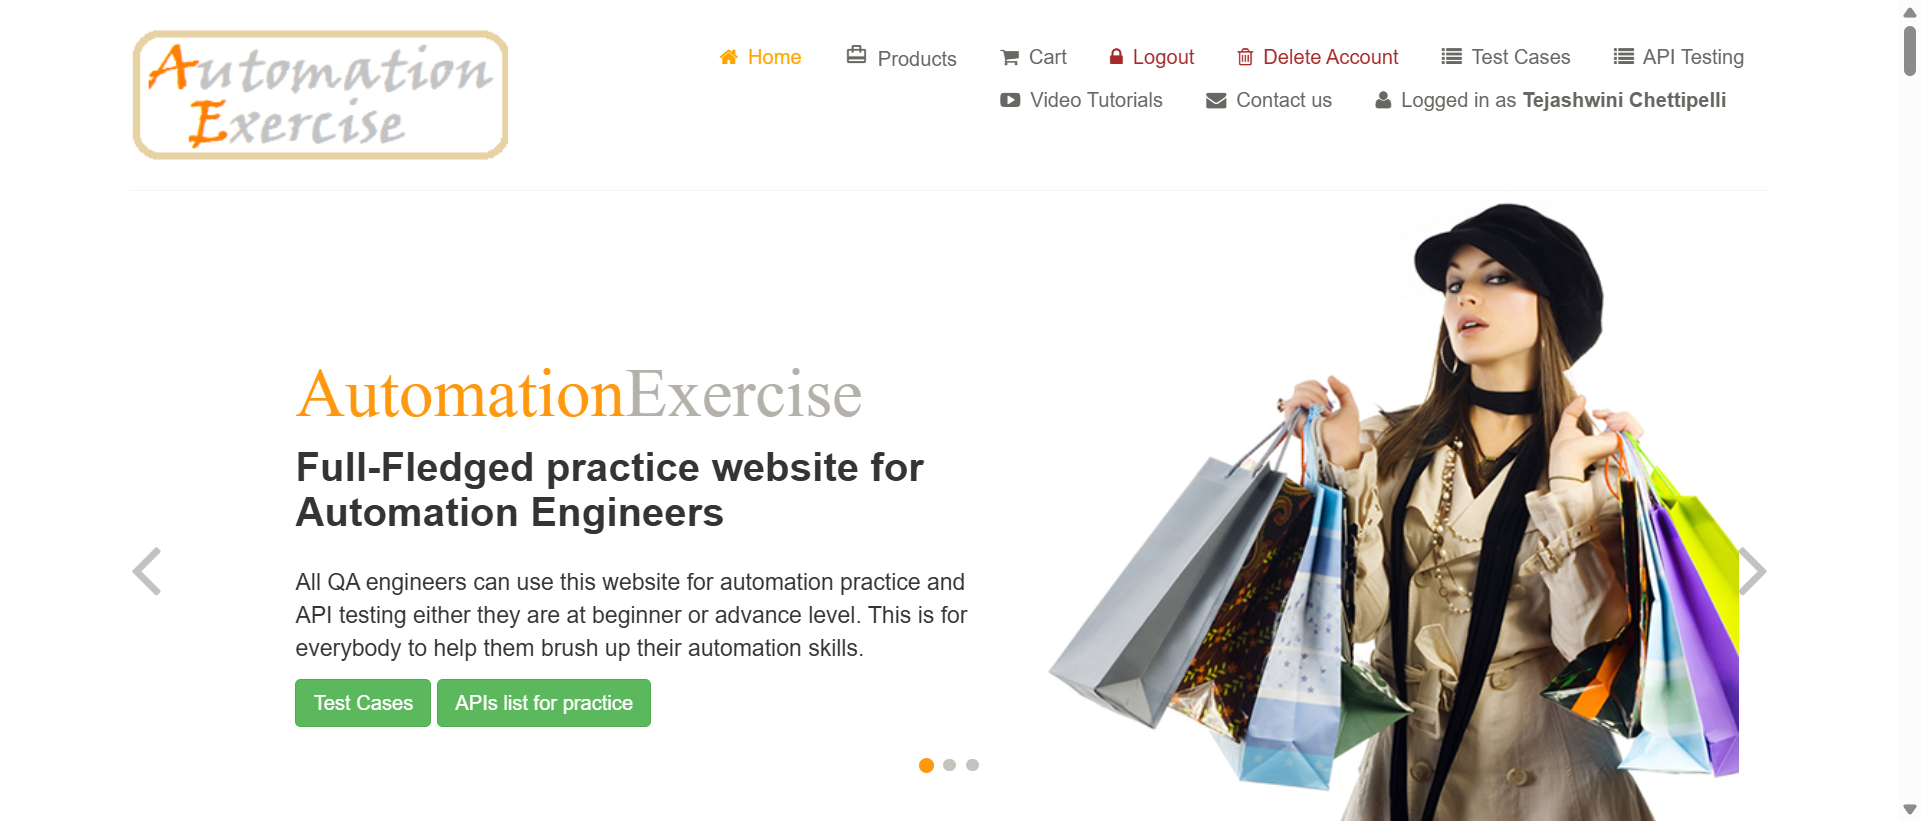 Automation
Exercise
Home Products Cart Logout Delete Account Test Cases API Testing
Video Tutorials Contact us Logged in as Tejashwini Chettipelli
AutomationExercise
Full-Fledged practice website for
Automation Engineers
All QA engineers can use this website for automation practice and
API testing either they are at beginner or advance level. This is for
everybody to help them brush up their automation skills.
Test Cases APIs list for practice